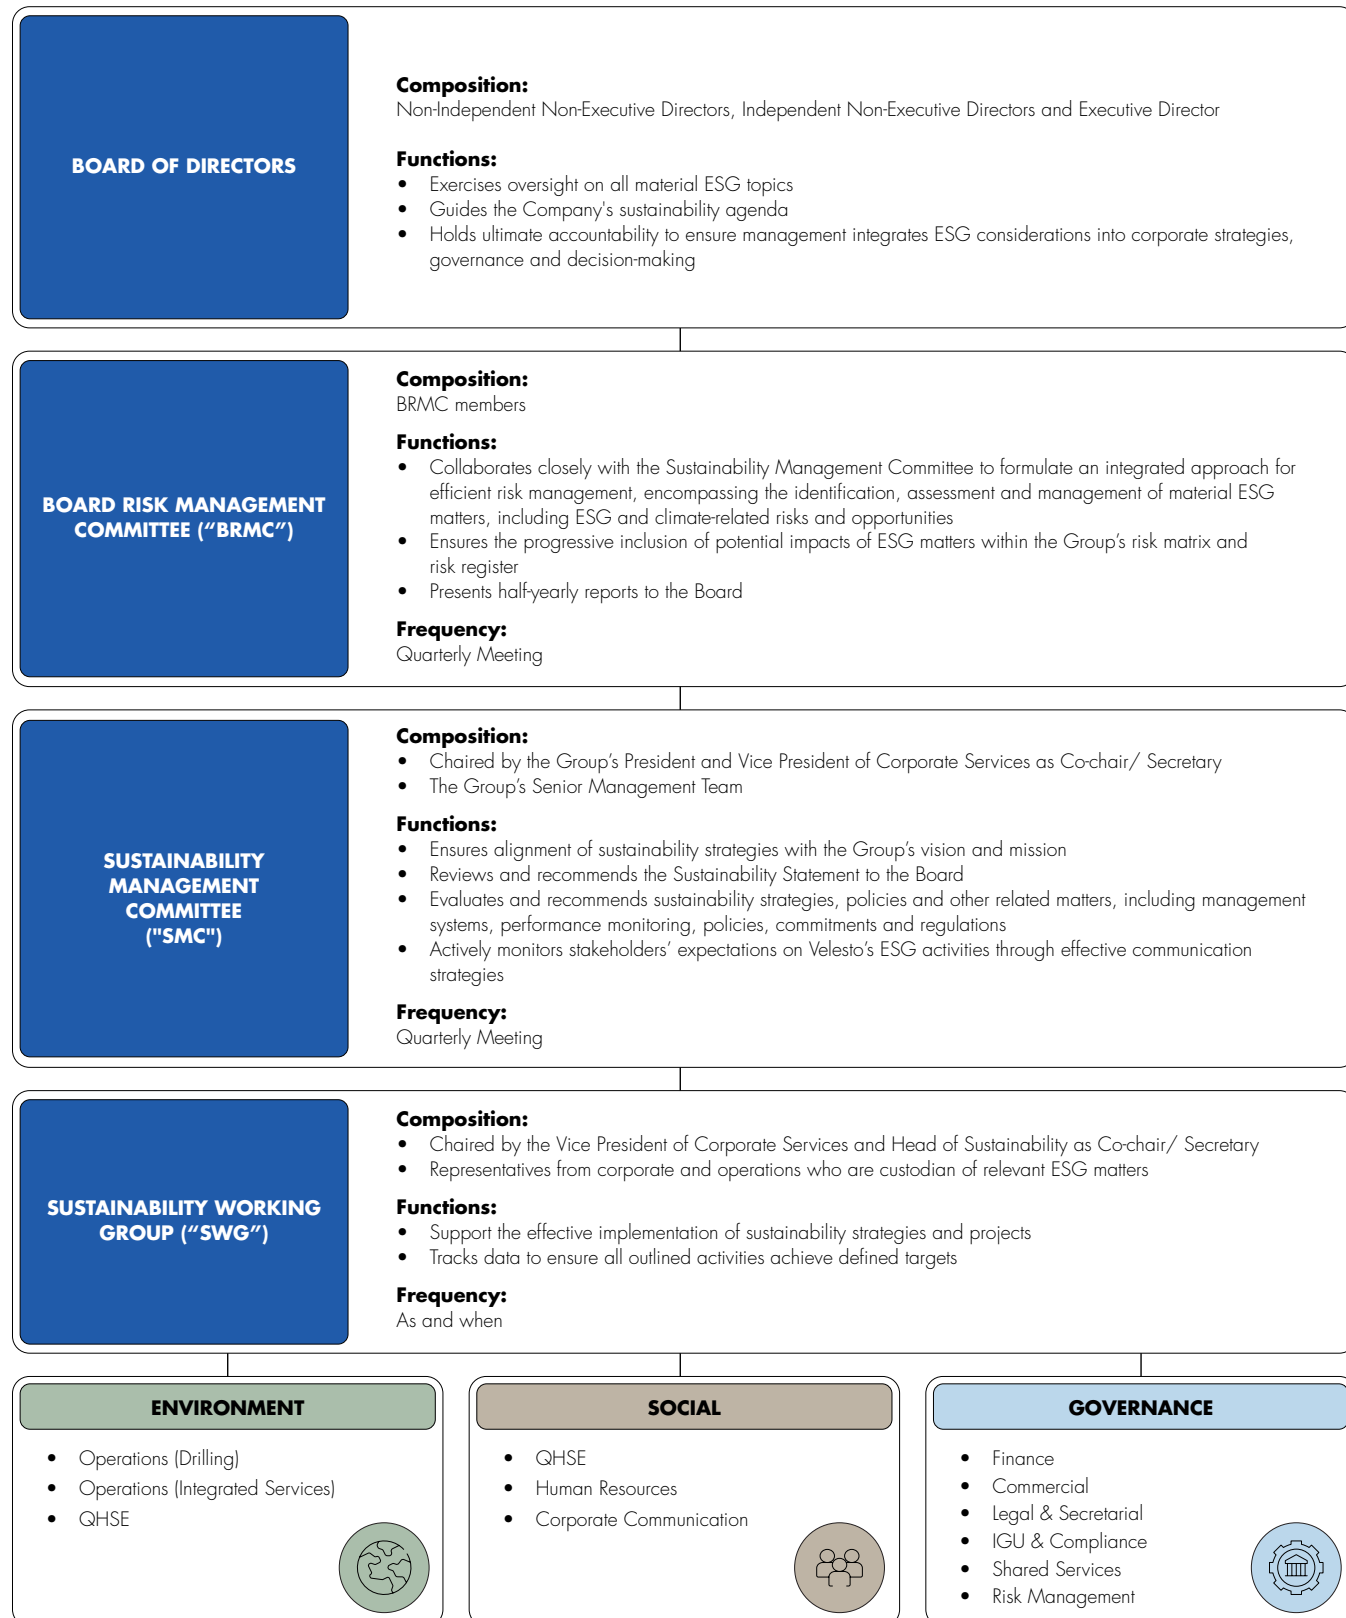 BOARD OF DIRECTORS
Composition:
Non-Independent Non-Executive Directors, Independent Non-Executive Directors and Executive Director
Functions:
• Exercises oversight on all material ESG topics
• Guides the Company's sustainability agenda
• Holds ultimate accountability to ensure management integrates ESG considerations into corporate strategies,
governance and decision-making
BOARD RISK MANAGEMENT
COMMITTEE (“BRMC”)
Composition:
BRMC members
Functions:
• Collaborates closely with the Sustainability Management Committee to formulate an integrated approach for
efficient risk management, encompassing the identification, assessment and management of material ESG
matters, including ESG and climate-related risks and opportunities
• Ensures the progressive inclusion of potential impacts of ESG matters within the Group’s risk matrix and
risk register
• Presents half-yearly reports to the Board
Frequency:
Quarterly Meeting
SUSTAINABILITY
MANAGEMENT
COMMITTEE
("SMC")
Composition:
• Chaired by the Group’s President and Vice President of Corporate Services as Co-chair/ Secretary
• The Group’s Senior Management Team
Functions:
• Ensures alignment of sustainability strategies with the Group’s vision and mission
• Reviews and recommends the Sustainability Statement to the Board
• Evaluates and recommends sustainability strategies, policies and other related matters, including management
systems, performance monitoring, policies, commitments and regulations
• Actively monitors stakeholders’ expectations on Velesto’s ESG activities through effective communication
strategies
Frequency:
Quarterly Meeting
SUSTAINABILITY WORKING
GROUP (“SWG”)
Composition:
• Chaired by the Vice President of Corporate Services and Head of Sustainability as Co-chair/ Secretary
• Representatives from corporate and operations who are custodian of relevant ESG matters
Functions:
• Support the effective implementation of sustainability strategies and projects
• Tracks data to ensure all outlined activities achieve defined targets
Frequency:
As and when
ENVIRONMENT
• Operations (Drilling)
• Operations (Integrated Services)
• QHSE
SOCIAL
• QHSE
• Human Resources
• Corporate Communication
GOVERNANCE
• Finance
• Commercial
• Legal & Secretarial
• IGU & Compliance
• Shared Services
• Risk Management